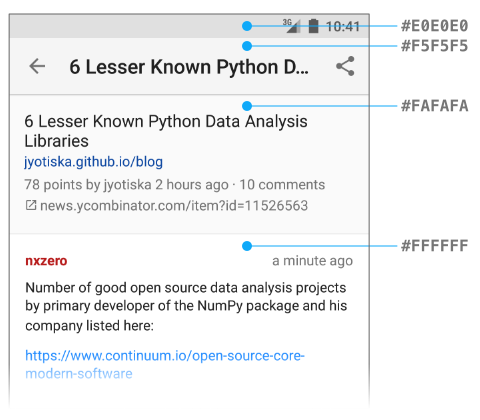 3G 10:41
#E0E0E0
#F5F5F5
6 Lesser Known Python D...
#FAFAFA
6 Lesser Known Python Data Analysis
Libraries
jyotiska.github.io/blog
78 points by jyotiska 2 hours ago · 10 comments
news.ycombinator.com/item?id=11526563
#FFFFFF
nxzero a minute ago
Number of good open source data analysis projects
by primary developer of the NumPy package and his
company listed here:
https://www.continuum.io/open-source-core-
modern-software